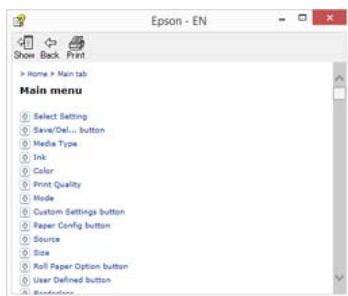 Epson - EN
Show Back Print
> Home > Main tab
Main menu
Select Setting
Save/Del... button
Media Type
Ink
Color
Print Quality
Mode
Custom Settings button
Paper Config button
Source
Size
Roll Paper Option button
User Defined button
Borderless